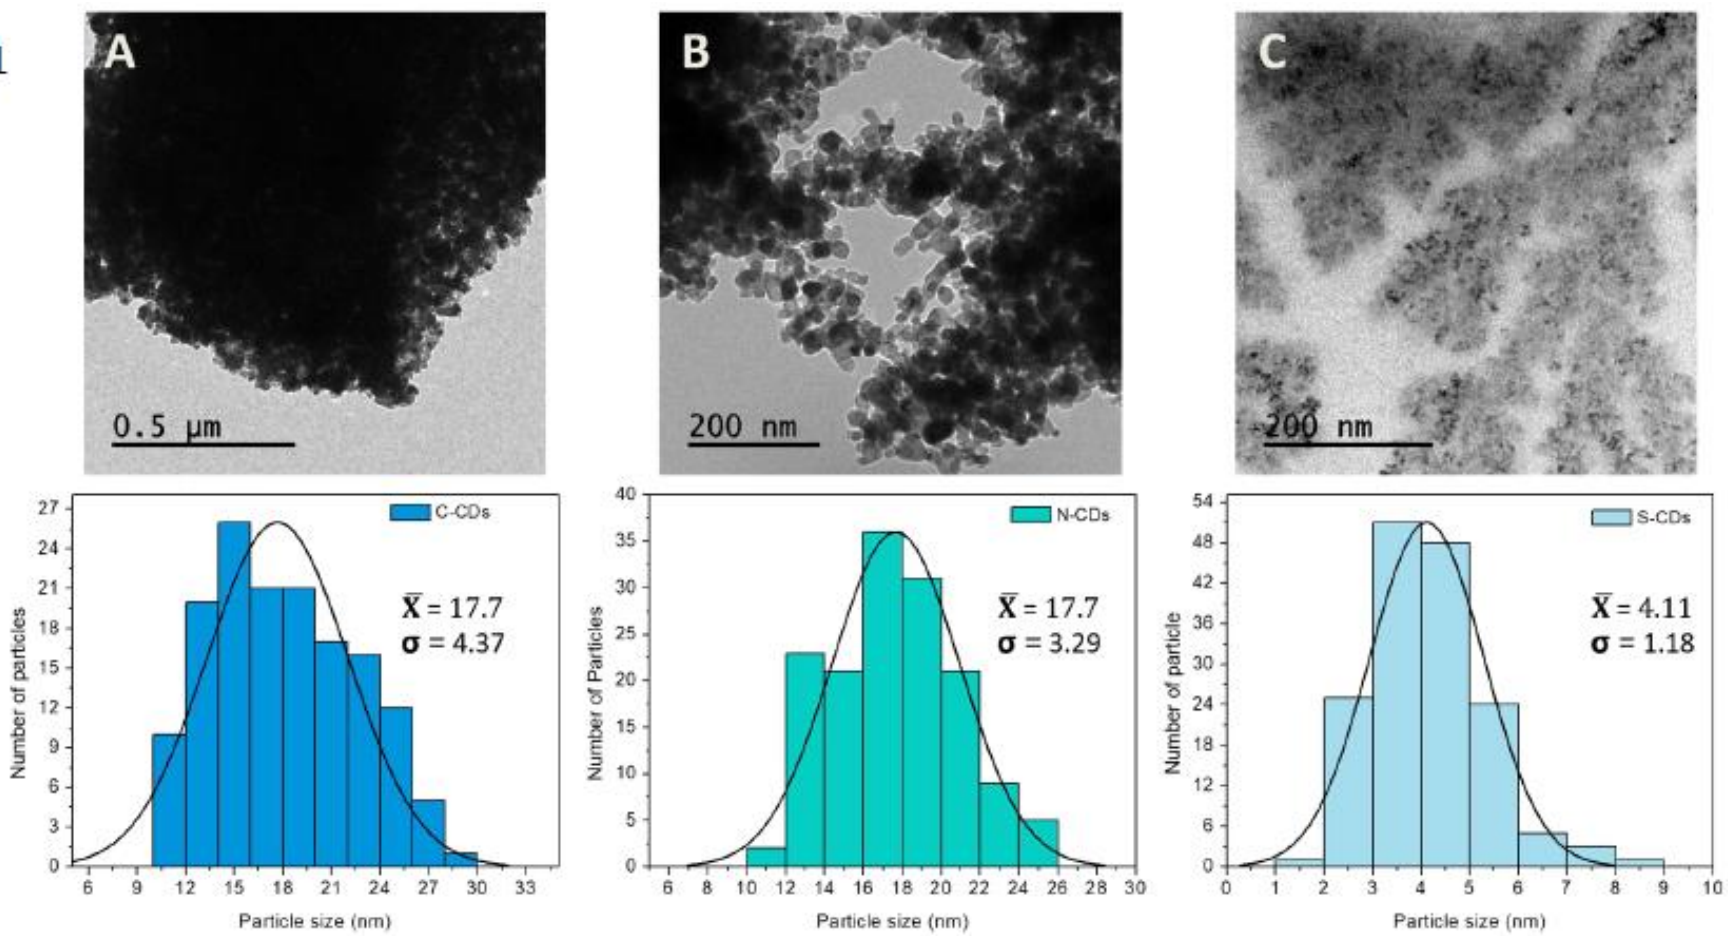 A
B
C
0.5 µm
200 nm
200 nm
C-CDs
X̄ = 17.7
σ = 4.37
27
24
21
18
15
12
9
6
3
0
Number of particles
6 9 12 15 18 21 24 27 30 33
Particle size (nm)
N-CDs
X̄ = 17.7
σ = 3.29
40
35
30
25
20
15
10
5
0
Number of Particles
6 8 10 12 14 16 18 20 22 24 26 28 30
Particle size (nm)
S-CDs
X̄ = 4.11
σ = 1.18
54
48
42
36
30
24
18
12
6
0
Number of particle
0 1 2 3 4 5 6 7 8 9 10
Particle size (nm)